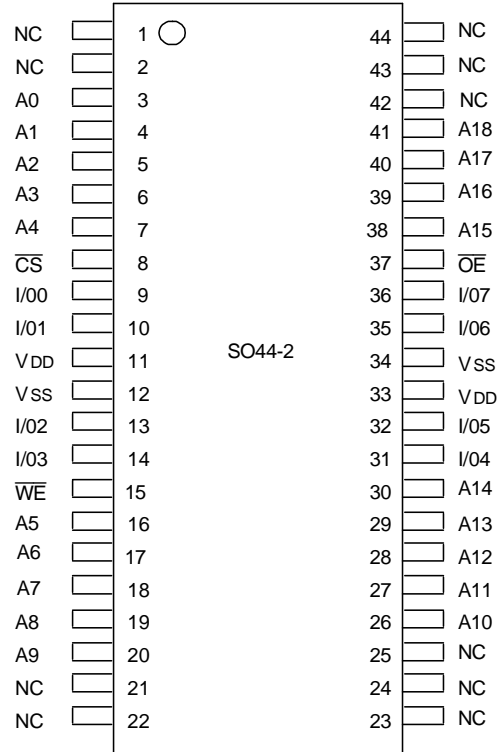 NC 1 44 NC
NC 2 43 NC
A0 3 42 NC
A1 4 41 A18
A2 5 40 A17
A3 6 39 A16
A4 7 38 A15
C̅S̅ 8 37 O̅E̅
I/00 9 36 I/07
I/01 10 35 I/06
VDD 11 SO44-2 34 VSS
VSS 12 33 VDD
I/02 13 32 I/05
I/03 14 31 I/04
W̅E̅ 15 30 A14
A5 16 29 A13
A6 17 28 A12
A7 18 27 A11
A8 19 26 A10
A9 20 25 NC
NC 21 24 NC
NC 22 23 NC